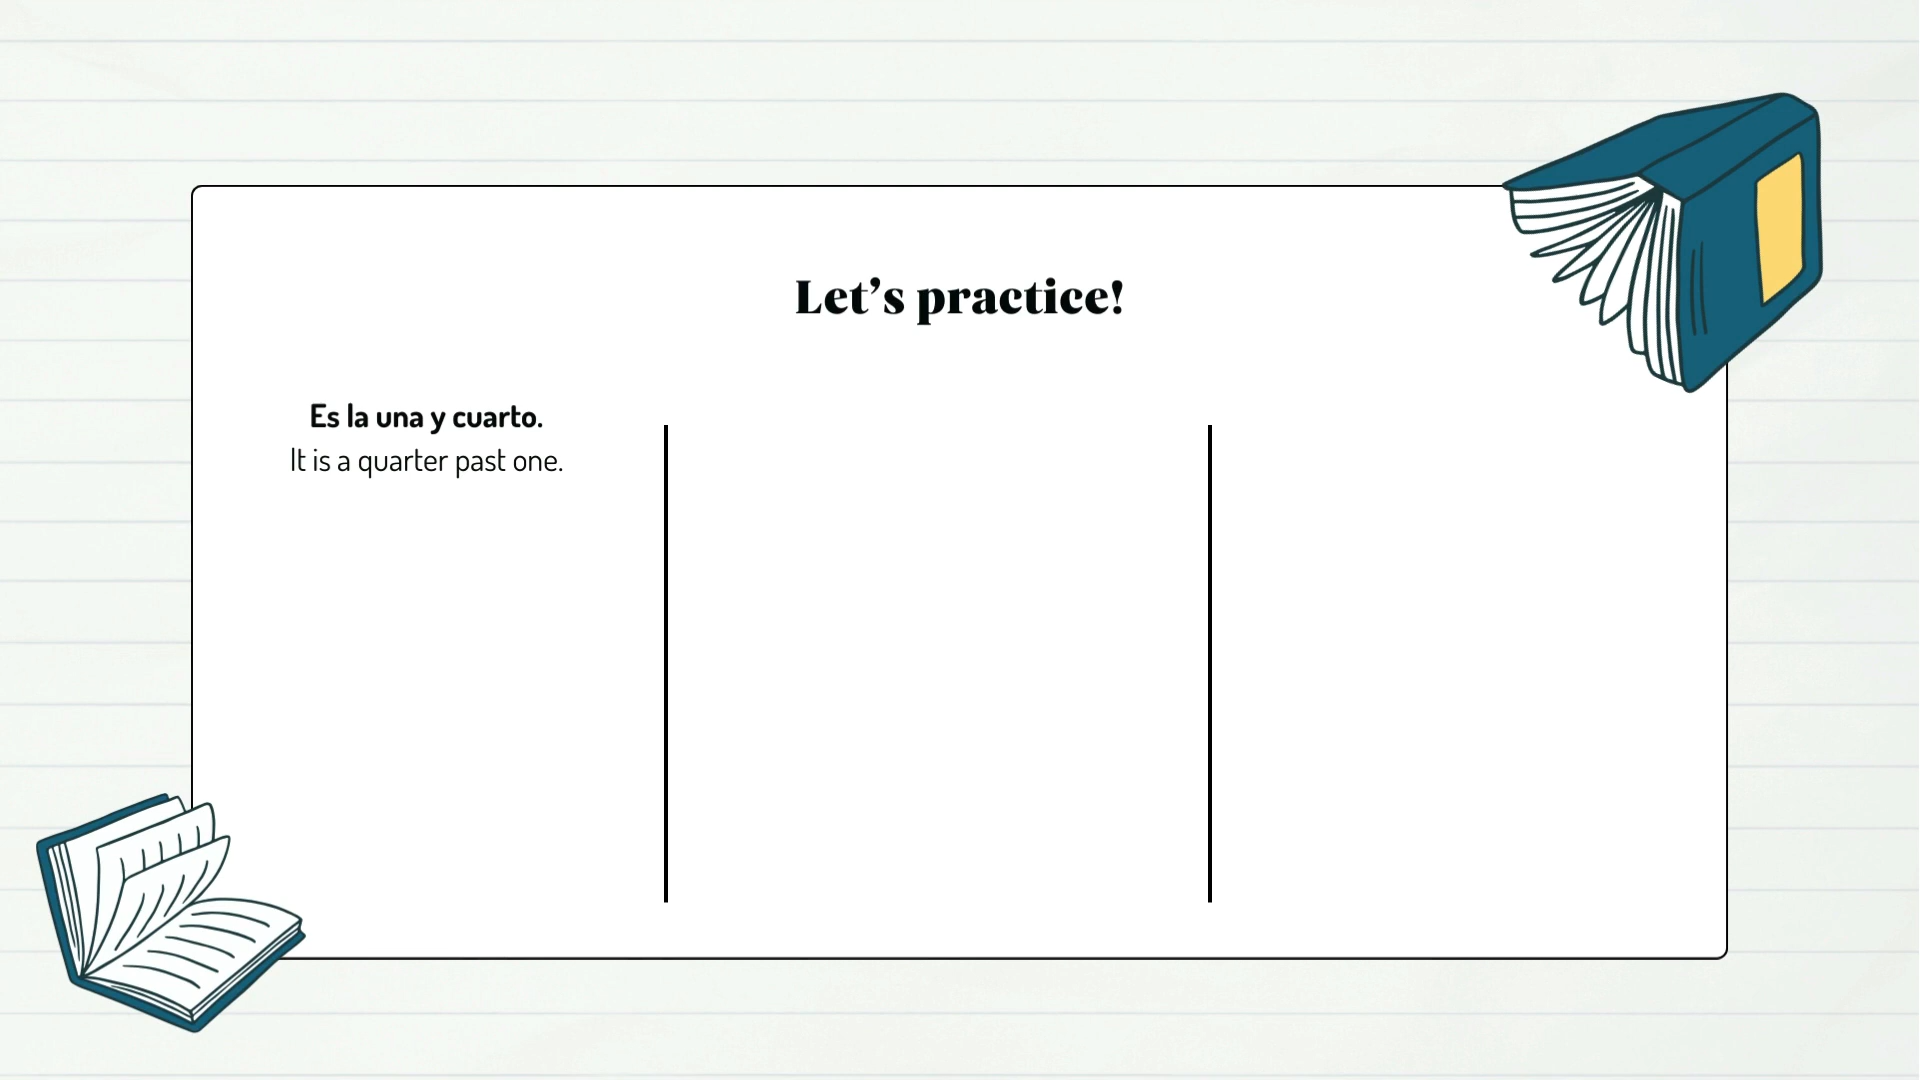 Let’s practice!
Es la una y cuarto.
It is a quarter past one.